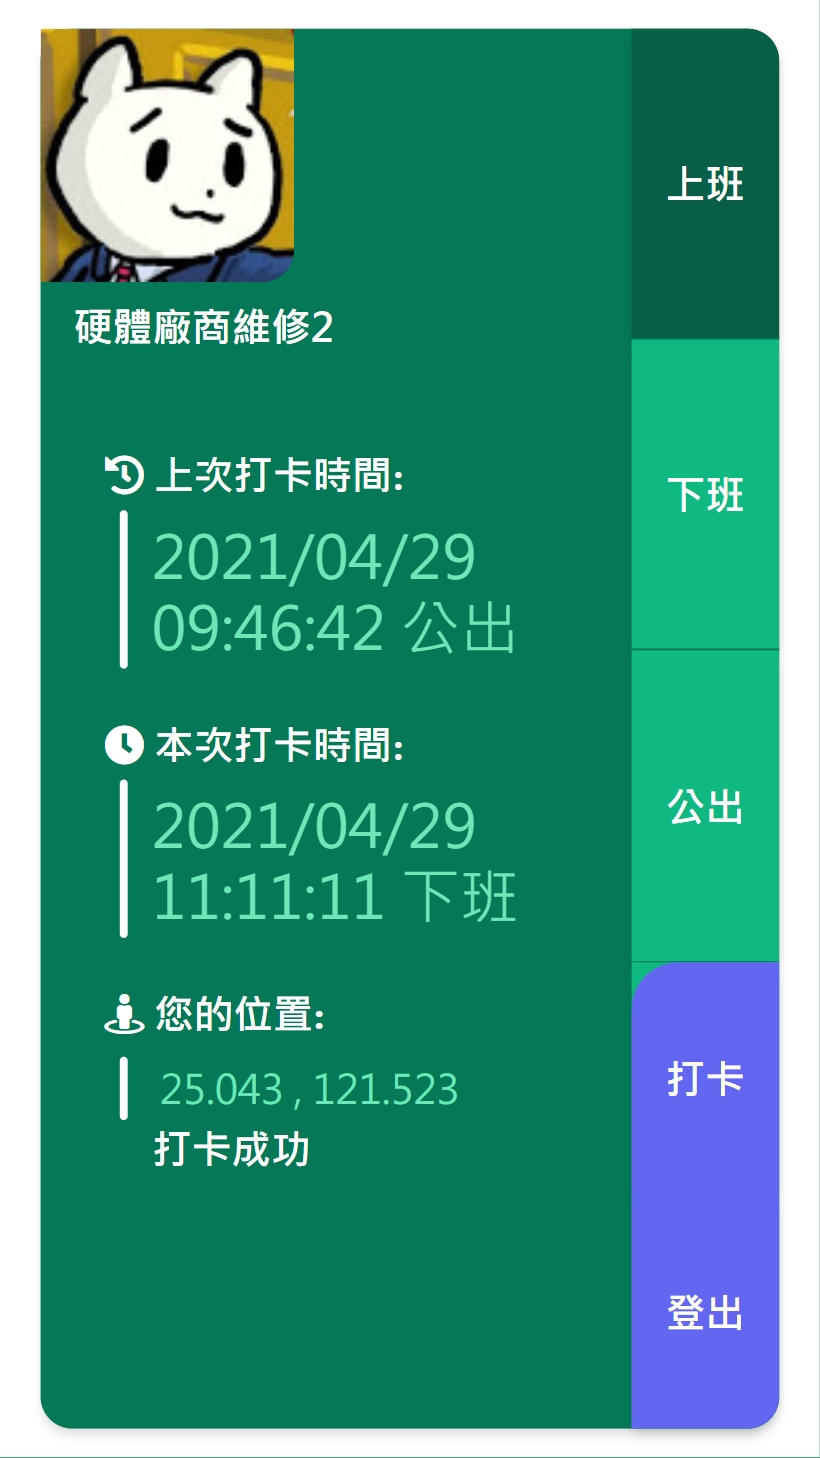 硬體廠商維修2
上次打卡時間:
2021/04/29
09:46:42 公出
本次打卡時間:
2021/04/29
11:11:11 下班
您的位置:
25.043 , 121.523
打卡成功
上班
下班
公出
打卡
登出